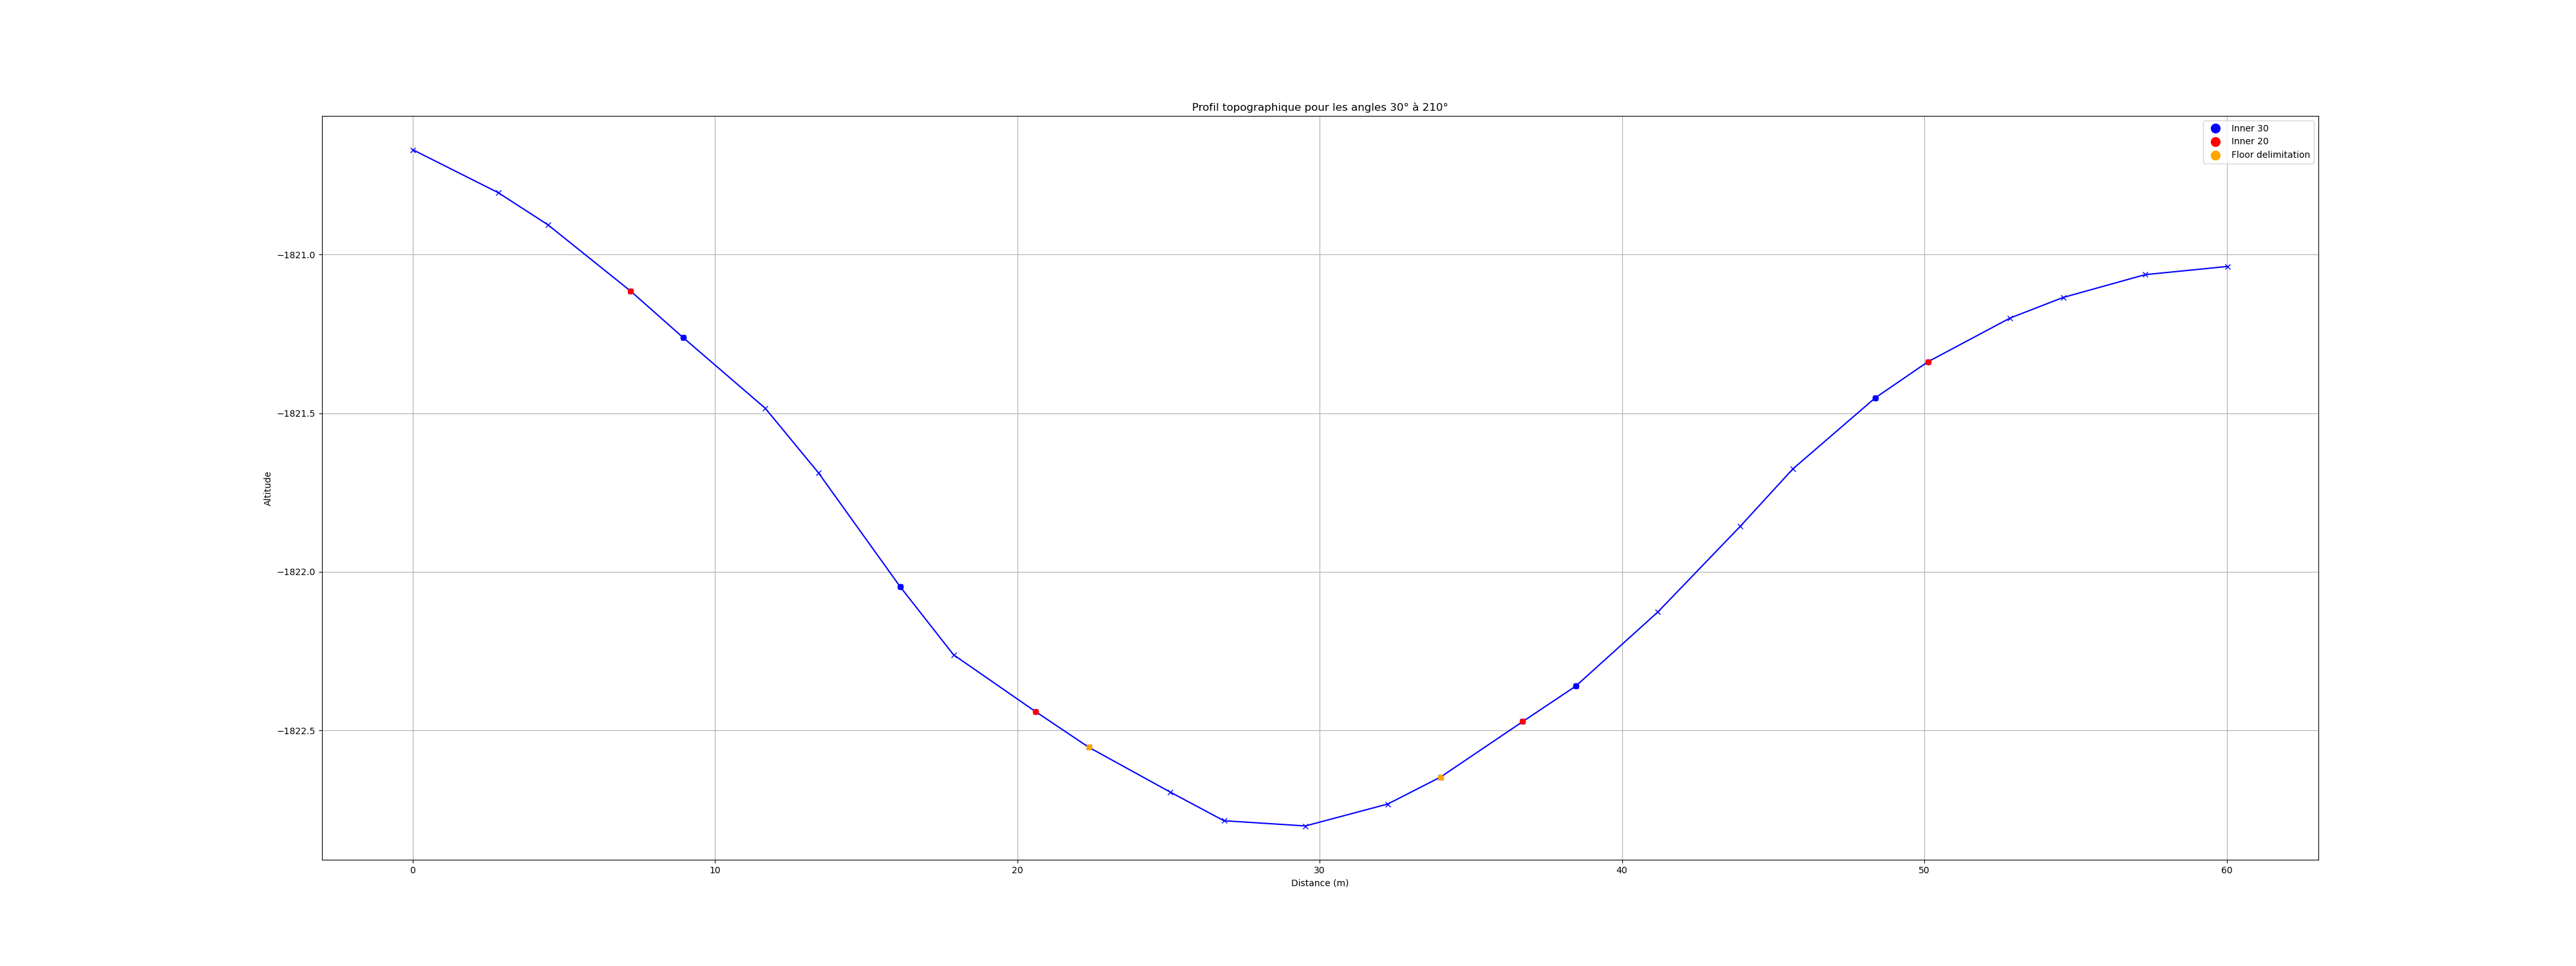 Profil topographique pour les angles 30° à 210°
Inner 30
Inner 20
Floor delimitation
−1821.0
−1821.5
−1822.0
−1822.5
Altitude
0 10 20 30 40 50 60
Distance (m)